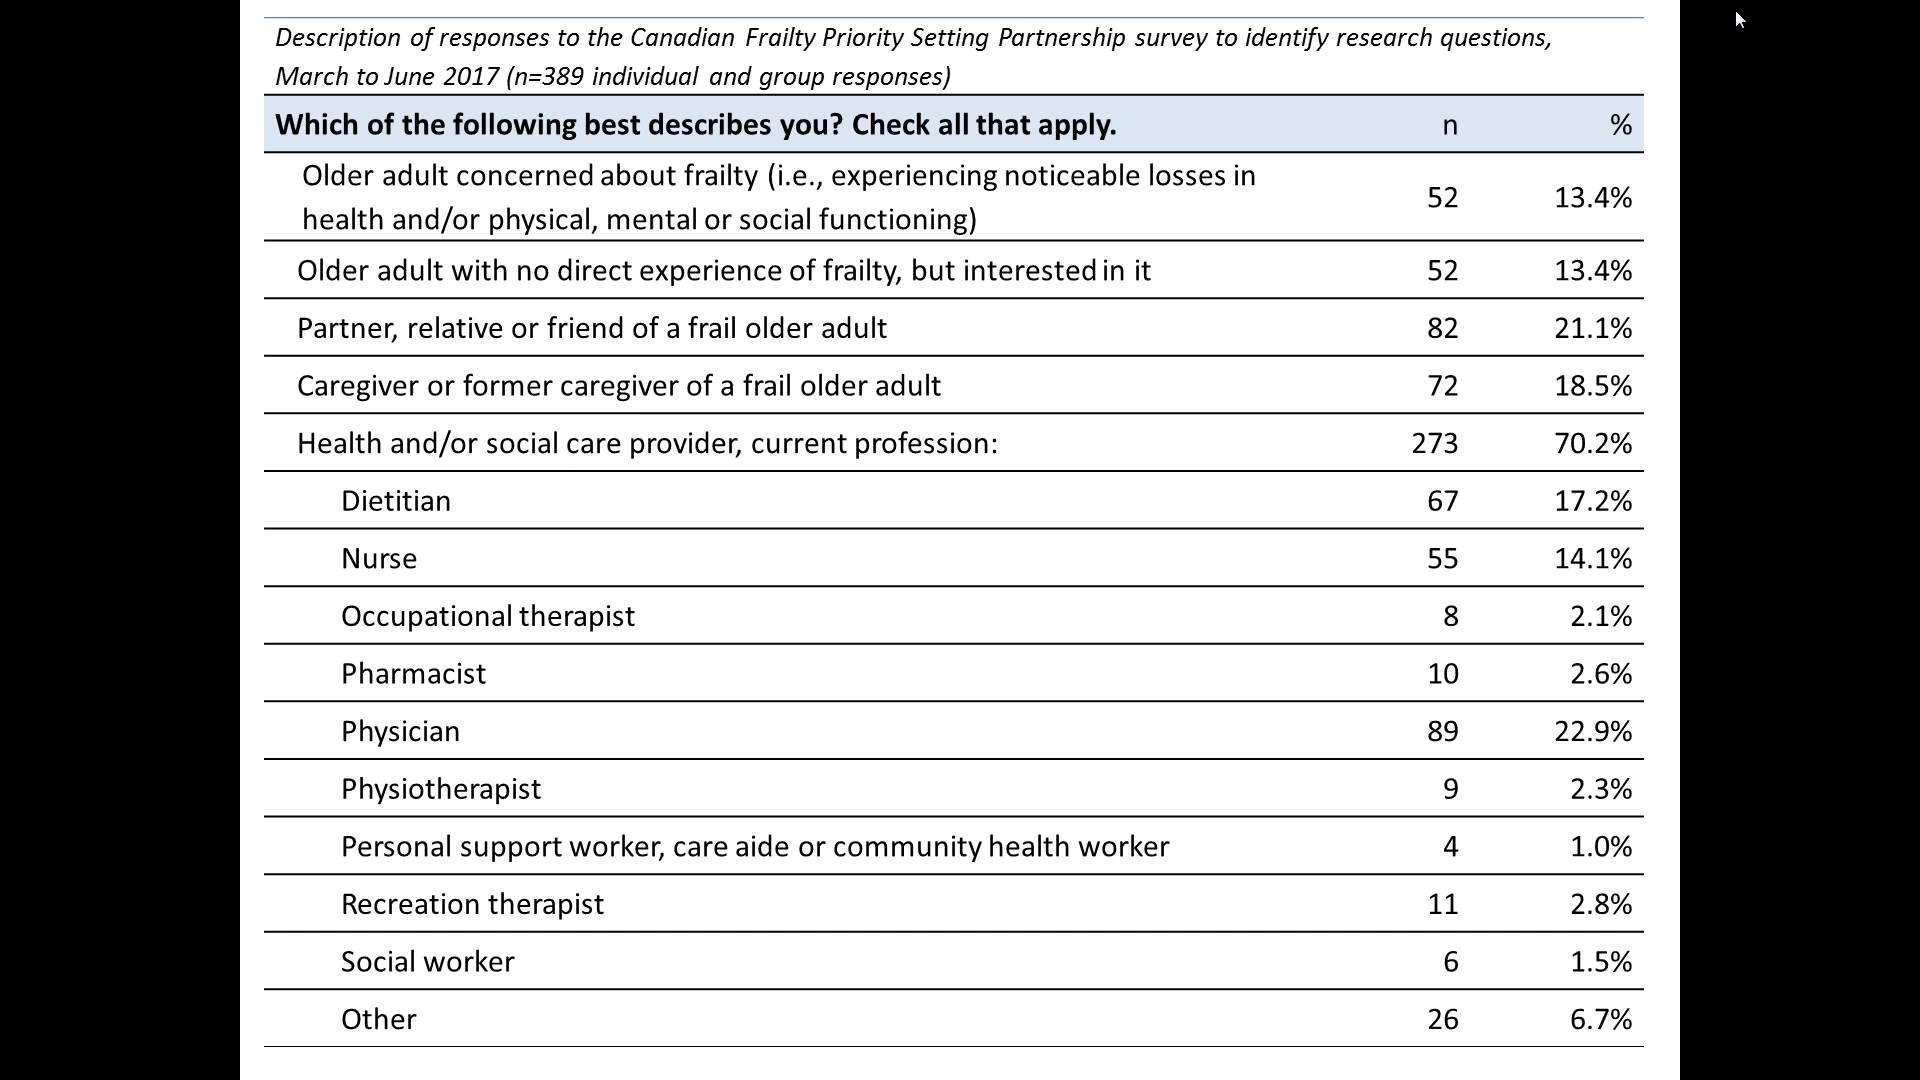 Description of responses to the Canadian Frailty Priority Setting Partnership survey to identify research questions,
March to June 2017 (n=389 individual and group responses)
Which of the following best describes you? Check all that apply. n %
Older adult concerned about frailty (i.e., experiencing noticeable losses in
health and/or physical, mental or social functioning) 52 13.4%
Older adult with no direct experience of frailty, but interested in it 52 13.4%
Partner, relative or friend of a frail older adult 82 21.1%
Caregiver or former caregiver of a frail older adult 72 18.5%
Health and/or social care provider, current profession: 273 70.2%
Dietitian 67 17.2%
Nurse 55 14.1%
Occupational therapist 8 2.1%
Pharmacist 10 2.6%
Physician 89 22.9%
Physiotherapist 9 2.3%
Personal support worker, care aide or community health worker 4 1.0%
Recreation therapist 11 2.8%
Social worker 6 1.5%
Other 26 6.7%